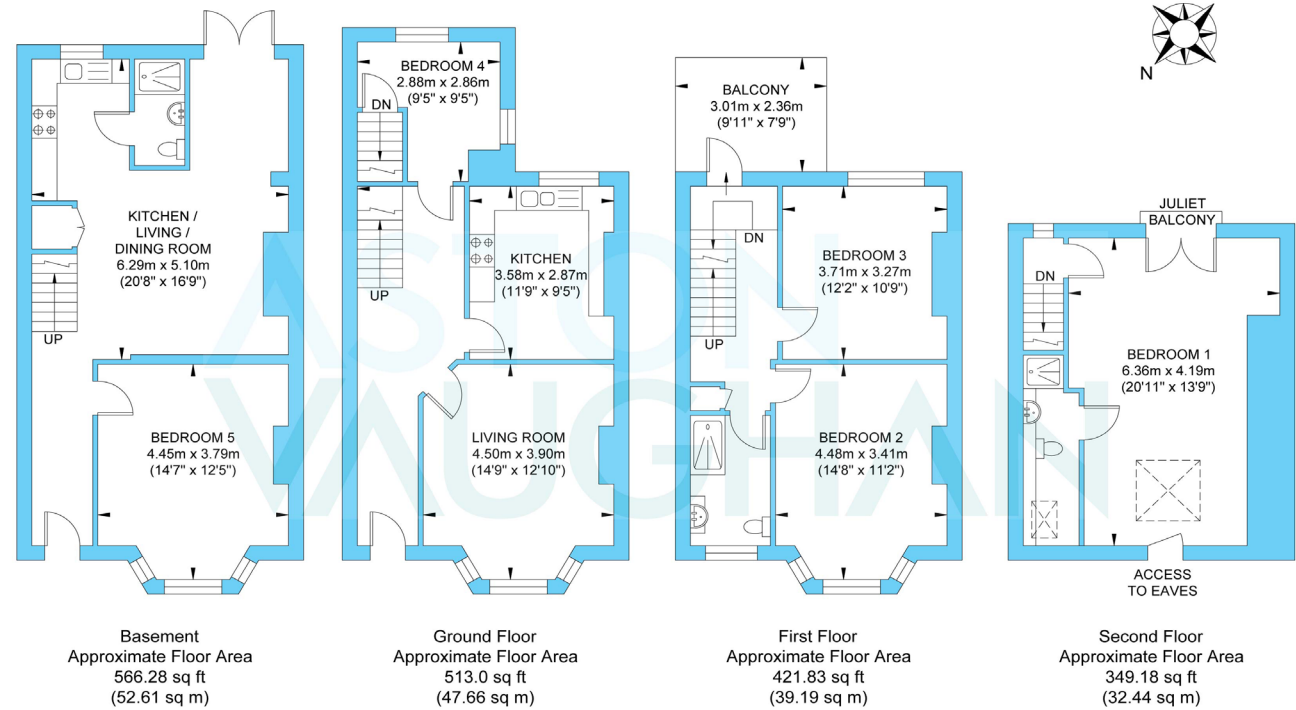 N
KITCHEN /
LIVING /
DINING ROOM
6.29m x 5.10m
(20'8" x 16'9")
UP
BEDROOM 5
4.45m x 3.79m
(14'7" x 12'5")
BEDROOM 4
2.88m x 2.86m
(9'5" x 9'5")
DN
UP
KITCHEN
3.58m x 2.87m
(11'9" x 9'5")
LIVING ROOM
4.50m x 3.90m
(14'9" x 12'10")
BALCONY
3.01m x 2.36m
(9'11" x 7'9")
DN
UP
BEDROOM 3
3.71m x 3.27m
(12'2" x 10'9")
BEDROOM 2
4.48m x 3.41m
(14'8" x 11'2")
JULIET
BALCONY
DN
BEDROOM 1
6.36m x 4.19m
(20'11" x 13'9")
ACCESS
TO EAVES
ASTON
VAUGHAN
Basement
Approximate Floor Area
566.28 sq ft
(52.61 sq m)
Ground Floor
Approximate Floor Area
513.0 sq ft
(47.66 sq m)
First Floor
Approximate Floor Area
421.83 sq ft
(39.19 sq m)
Second Floor
Approximate Floor Area
349.18 sq ft
(32.44 sq m)